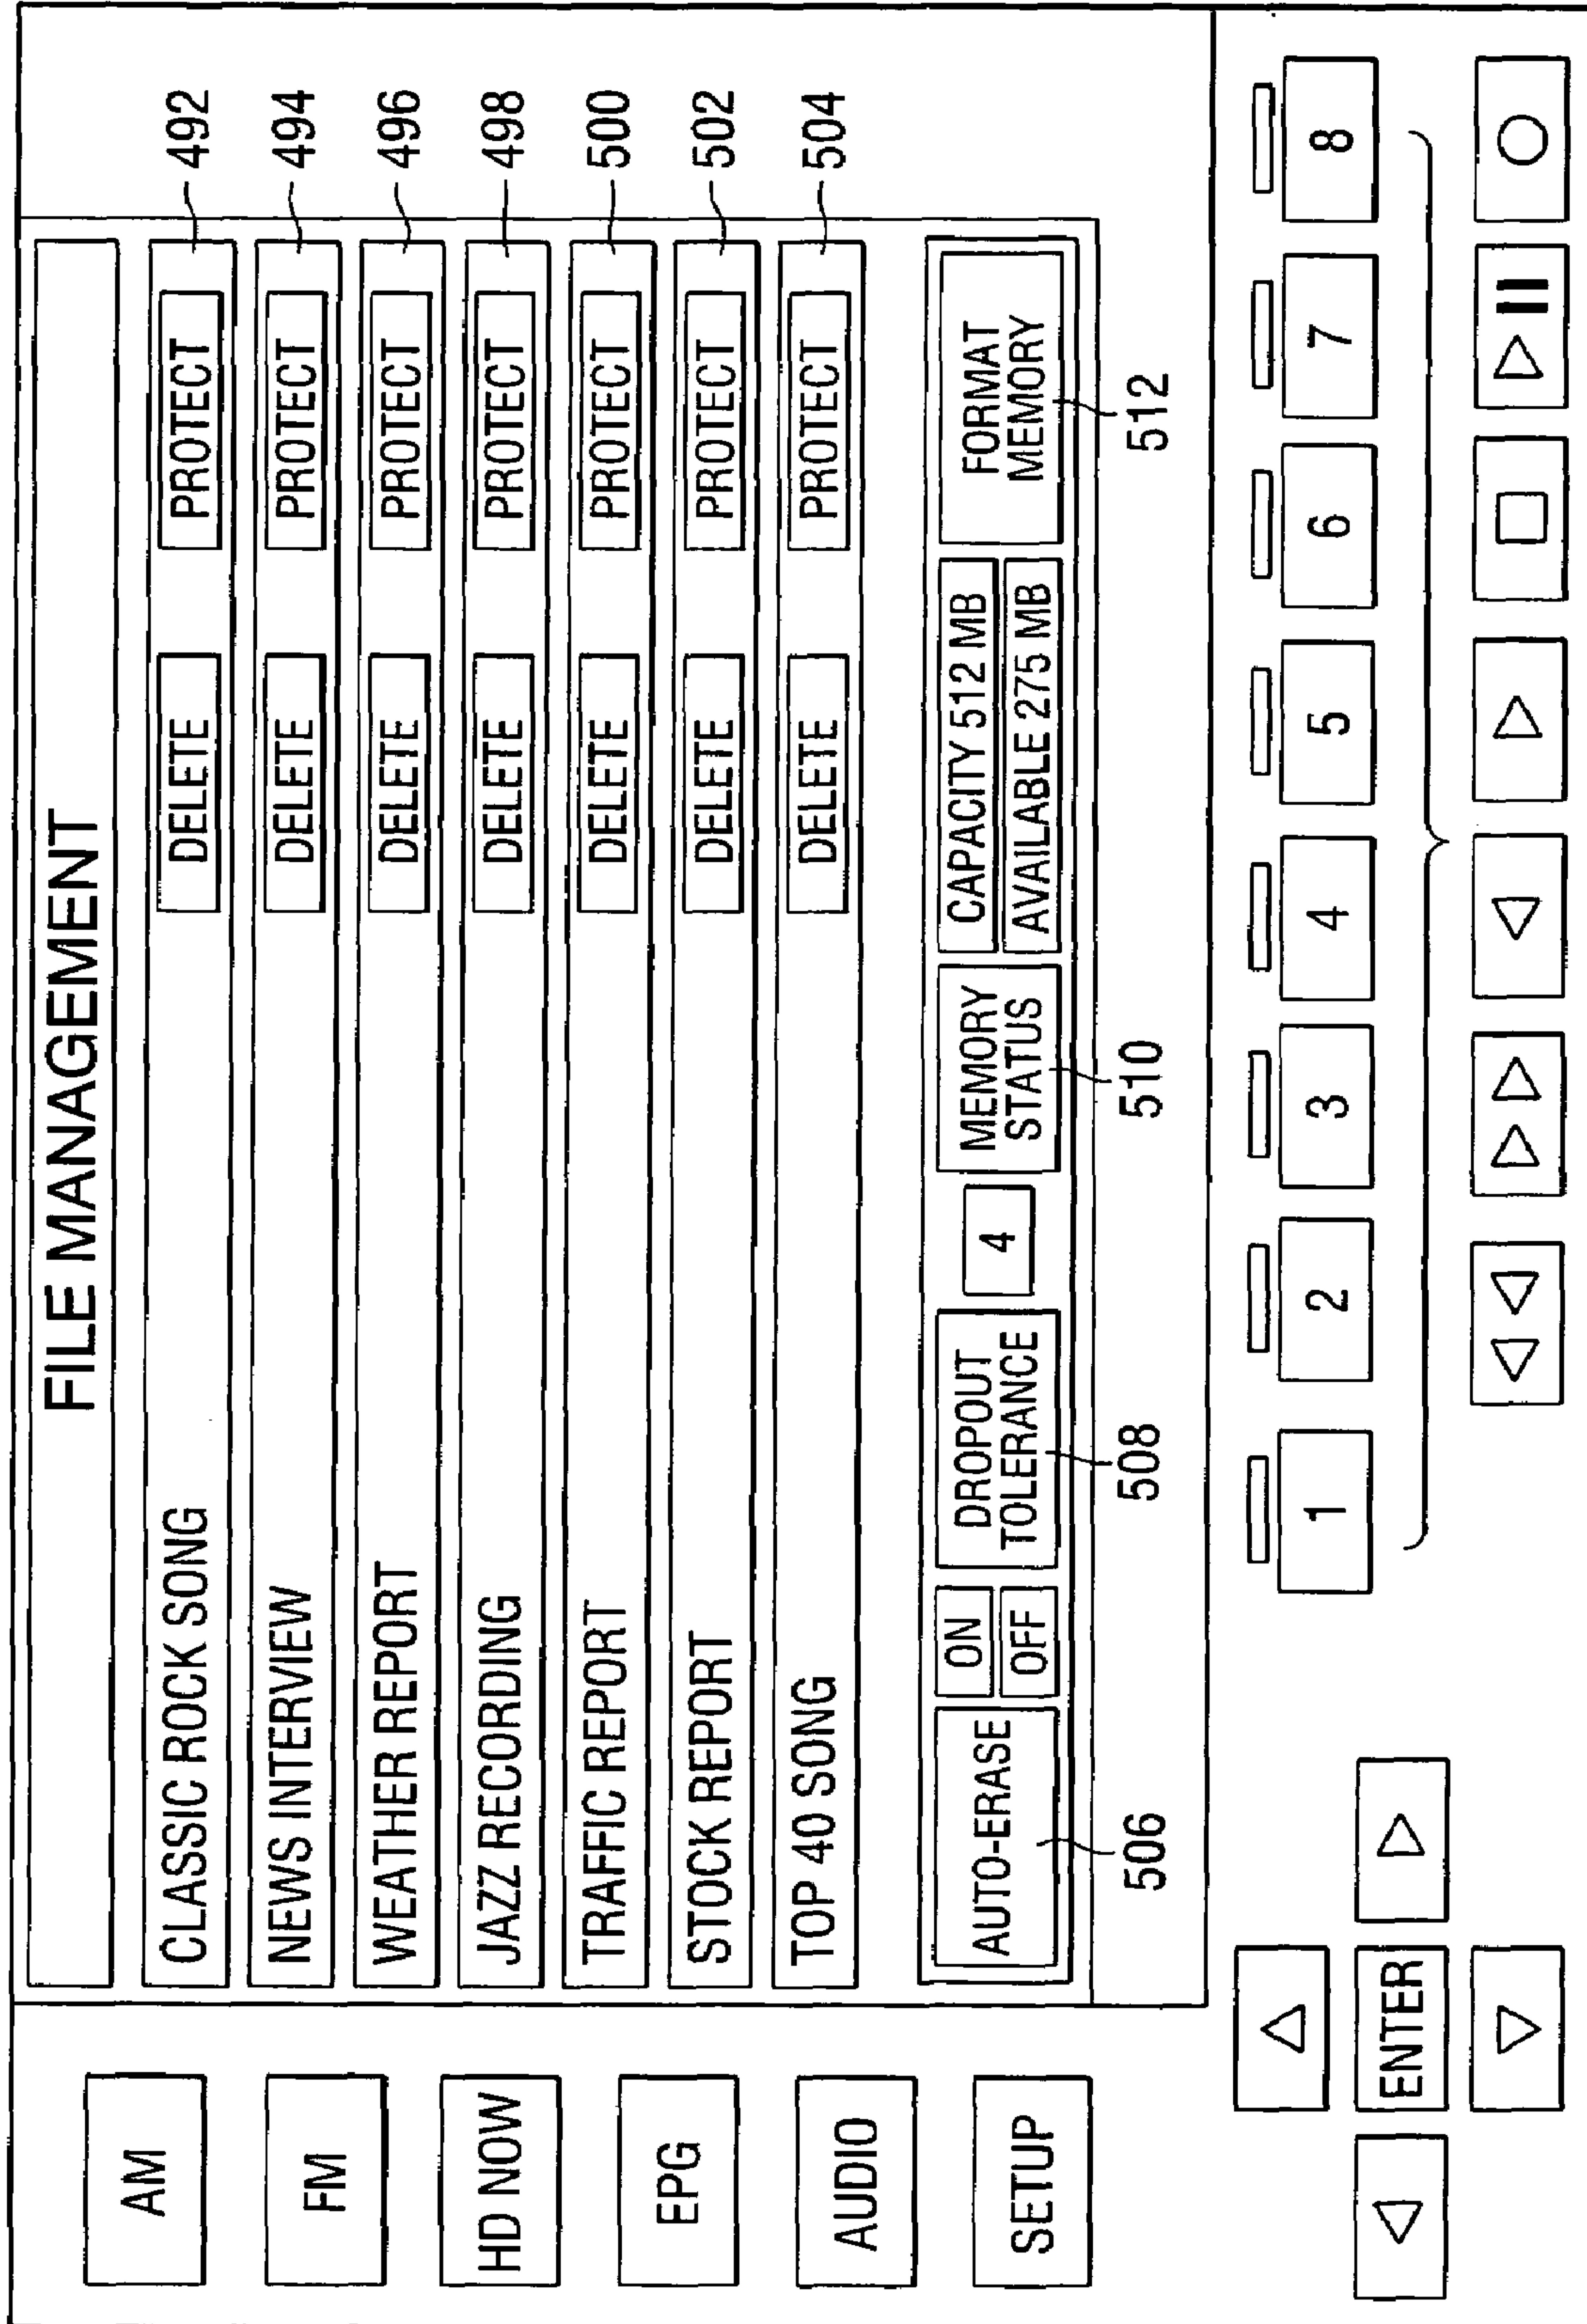 FILE MANAGEMENT
AM
FM
HD NOW
EPG
AUDIO
SETUP
CLASSIC ROCK SONG DELETE PROTECT 492
NEWS INTERVIEW DELETE PROTECT 494
WEATHER REPORT DELETE PROTECT 496
JAZZ RECORDING DELETE PROTECT 498
TRAFFIC REPORT DELETE PROTECT 500
STOCK REPORT DELETE PROTECT 502
TOP 40 SONG DELETE PROTECT 504
AUTO-ERASE
ON
OFF
DROPOUT
TOLERANCE
4
MEMORY
STATUS
CAPACITY 512 MB
AVAILABLE 275 MB
FORMAT
MEMORY
506 508 510 512
1 2 3 4 5 6 7 8
ENTER